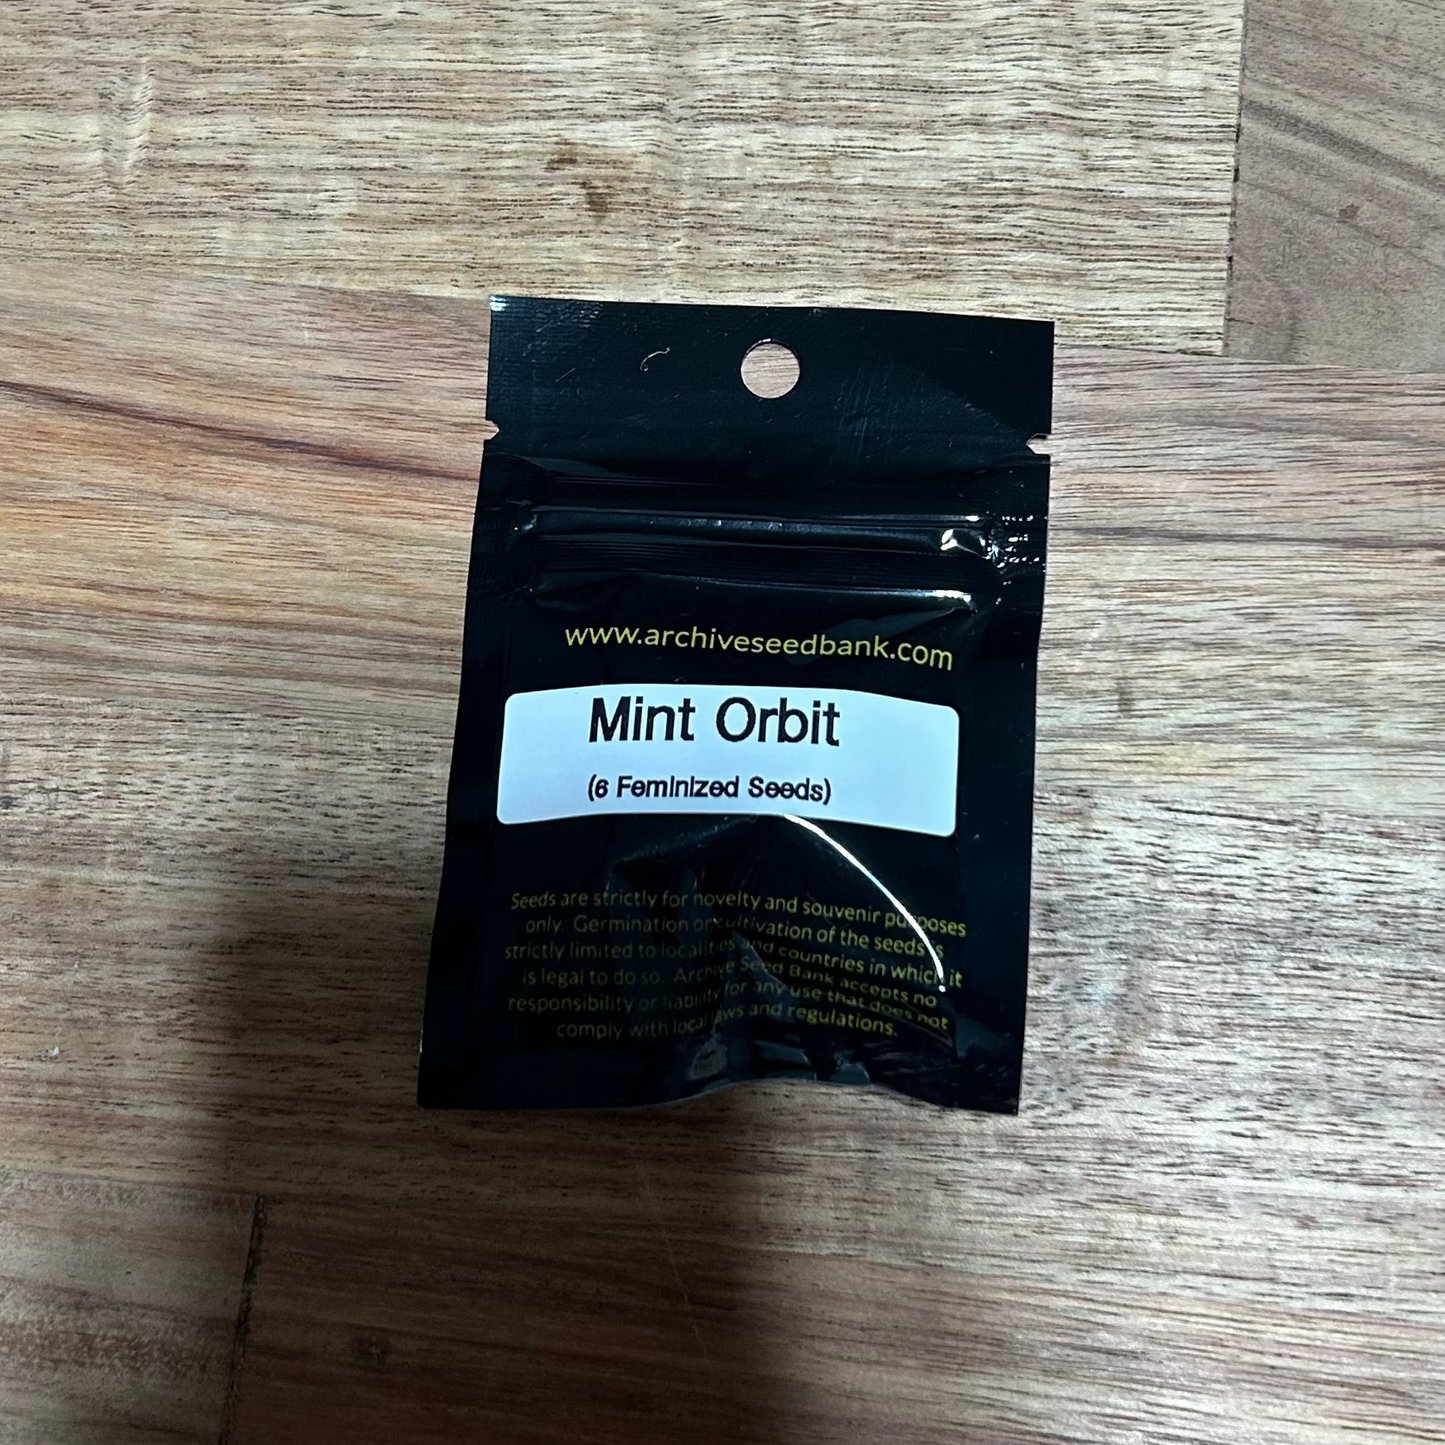 www.archiveseedbank.com
Mint Orbit
(6 Feminized Seeds)
Seeds are strictly for novelty and souvenir purposes
only. Germination or cultivation of the seeds is
strictly limited to localities and countries in which it
is legal to do so. Archive Seed Bank accepts no
responsibility or liability for any use that does not
comply with local laws and regulations.